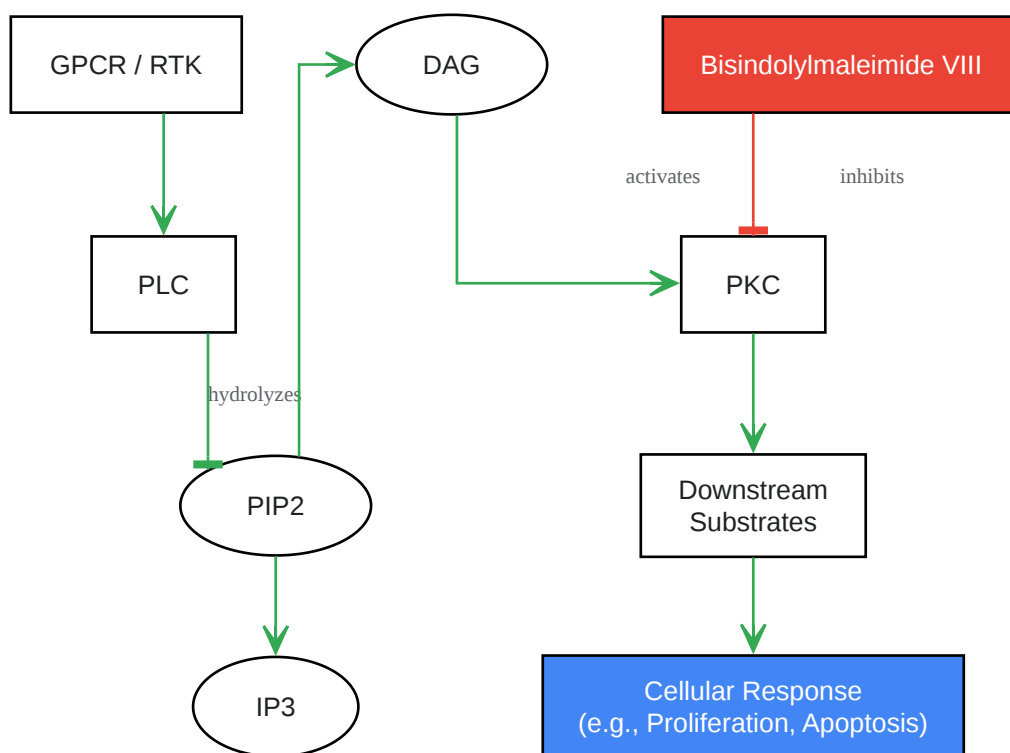 GPCR / RTK
DAG
Bisindolylmaleimide VIII
activates
inhibits
PLC
PKC
hydrolyzes
PIP2
Downstream
Substrates
IP3
Cellular Response
(e.g., Proliferation, Apoptosis)